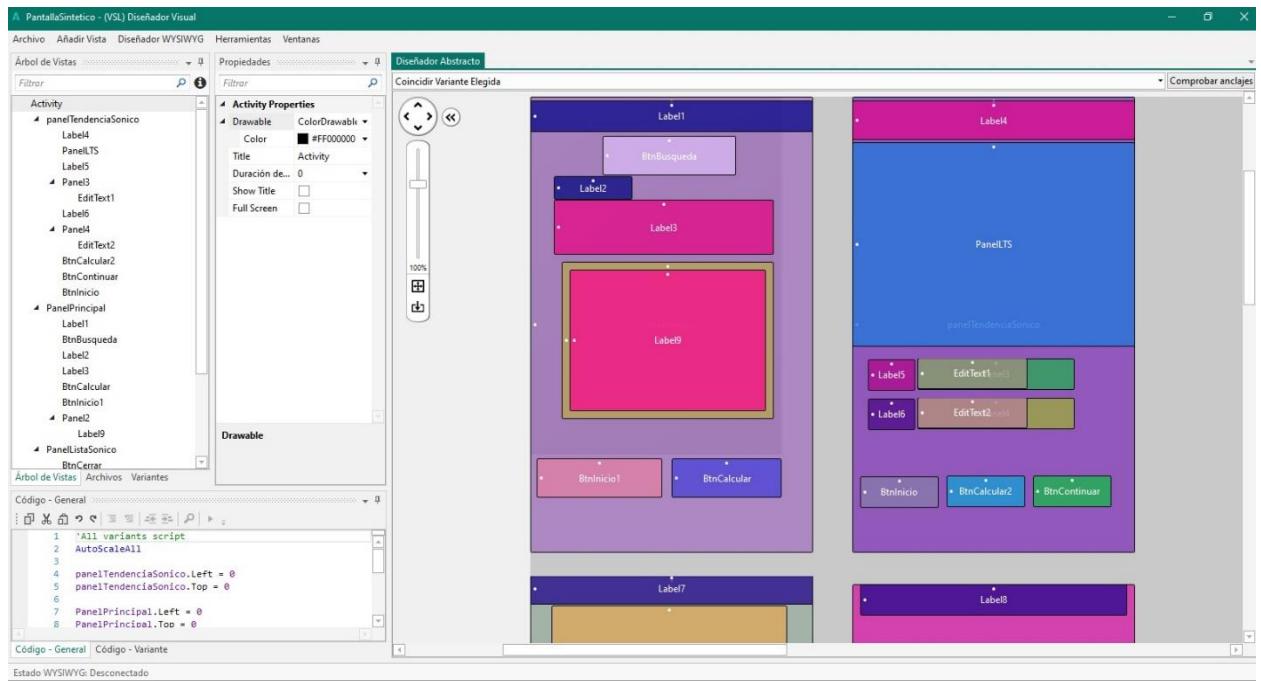 PantallaSintetico - (VSL) Diseñador Visual
Archivo Añadir Vista Diseñador WYSIWYG Herramientas Ventanas
Árbol de Vistas
Filtrar
Activity
panelTendenciaSonico
Label4
PanelLTS
Label5
Panel3
EditText1
Label6
Panel4
EditText2
BtnCalcular2
BtnContinuar
BtnInicio
PanelPrincipal
Label1
BtnBusqueda
Label2
Label3
BtnCalcular
BtnInicio1
Panel2
Label9
PanelListaSonico
BtnCerrar
Árbol de Vistas Archivos Variantes
Propiedades
Filtrar
Activity Properties
Drawable ColorDrawable
Color #FF000000
Title Activity
Duración de... 0
Show Title
Full Screen
Drawable
Código - General
1 'All variants script
2 AutoScaleAll
3
4 panelTendenciaSonico.Left = 0
5 panelTendenciaSonico.Top = 0
6
7 PanelPrincipal.Left = 0
8 PanelPrincipal.Top = 0
Código - General Código - Variante
Estado WYSIWYG: Desconectado
Diseñador Abstracto
Coincidir Variante Elegida Comprobar anclajes
100%
Label1
BtnBusqueda
Label2
Label3
Label9
BtnInicio1 BtnCalcular
Label4
PanelLTS
panelTendenciaSonico
Label5 EditText1
Label6 EditText2
BtnInicio BtnCalcular2 BtnContinuar
Label7
Label8